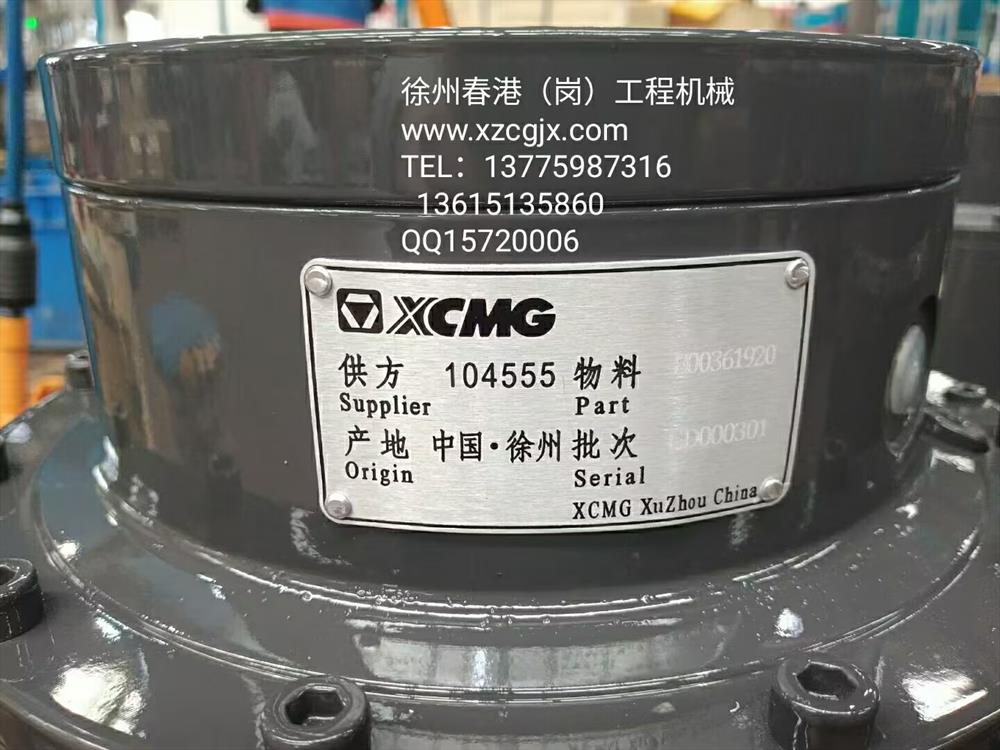 徐州春港（岗）工程机械
www.xzcgjx.com
TEL：13775987316
13615135860
QQ15720006
XCMG
供方 104555 物料
Supplier Part
产地 中国·徐州 批次
Origin Serial
XCMG XuZhou China